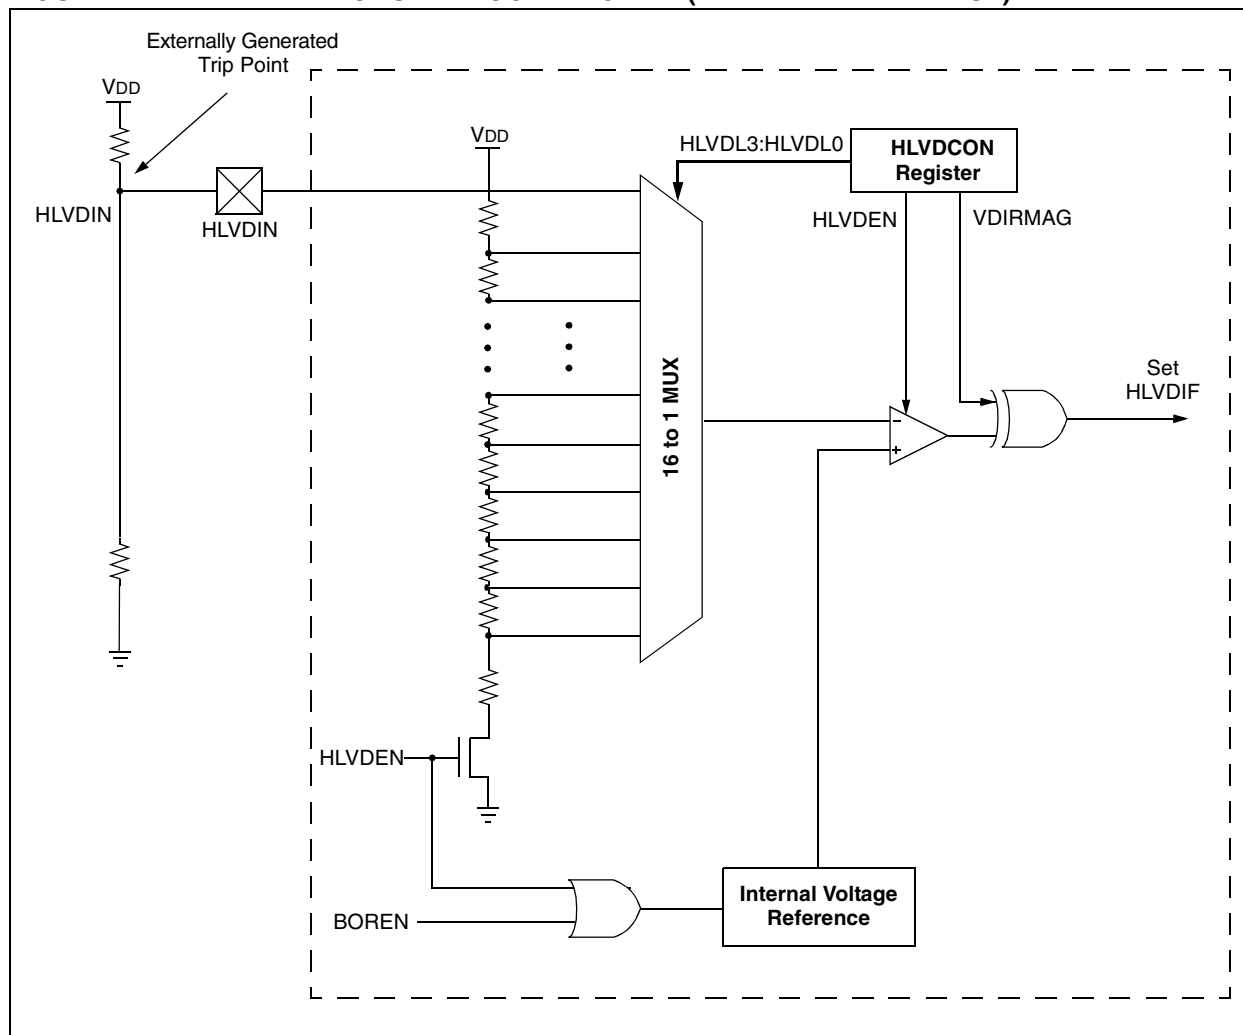 Externally Generated
Trip Point
VDD
VDD
HLVDL3:HLVDL0
HLVDCON
Register
HLVDIN
HLVDIN
HLVDEN
VDIRMAG
16 to 1 MUX
Set
HLVDIF
–
+
HLVDEN
BOREN
Internal Voltage
Reference